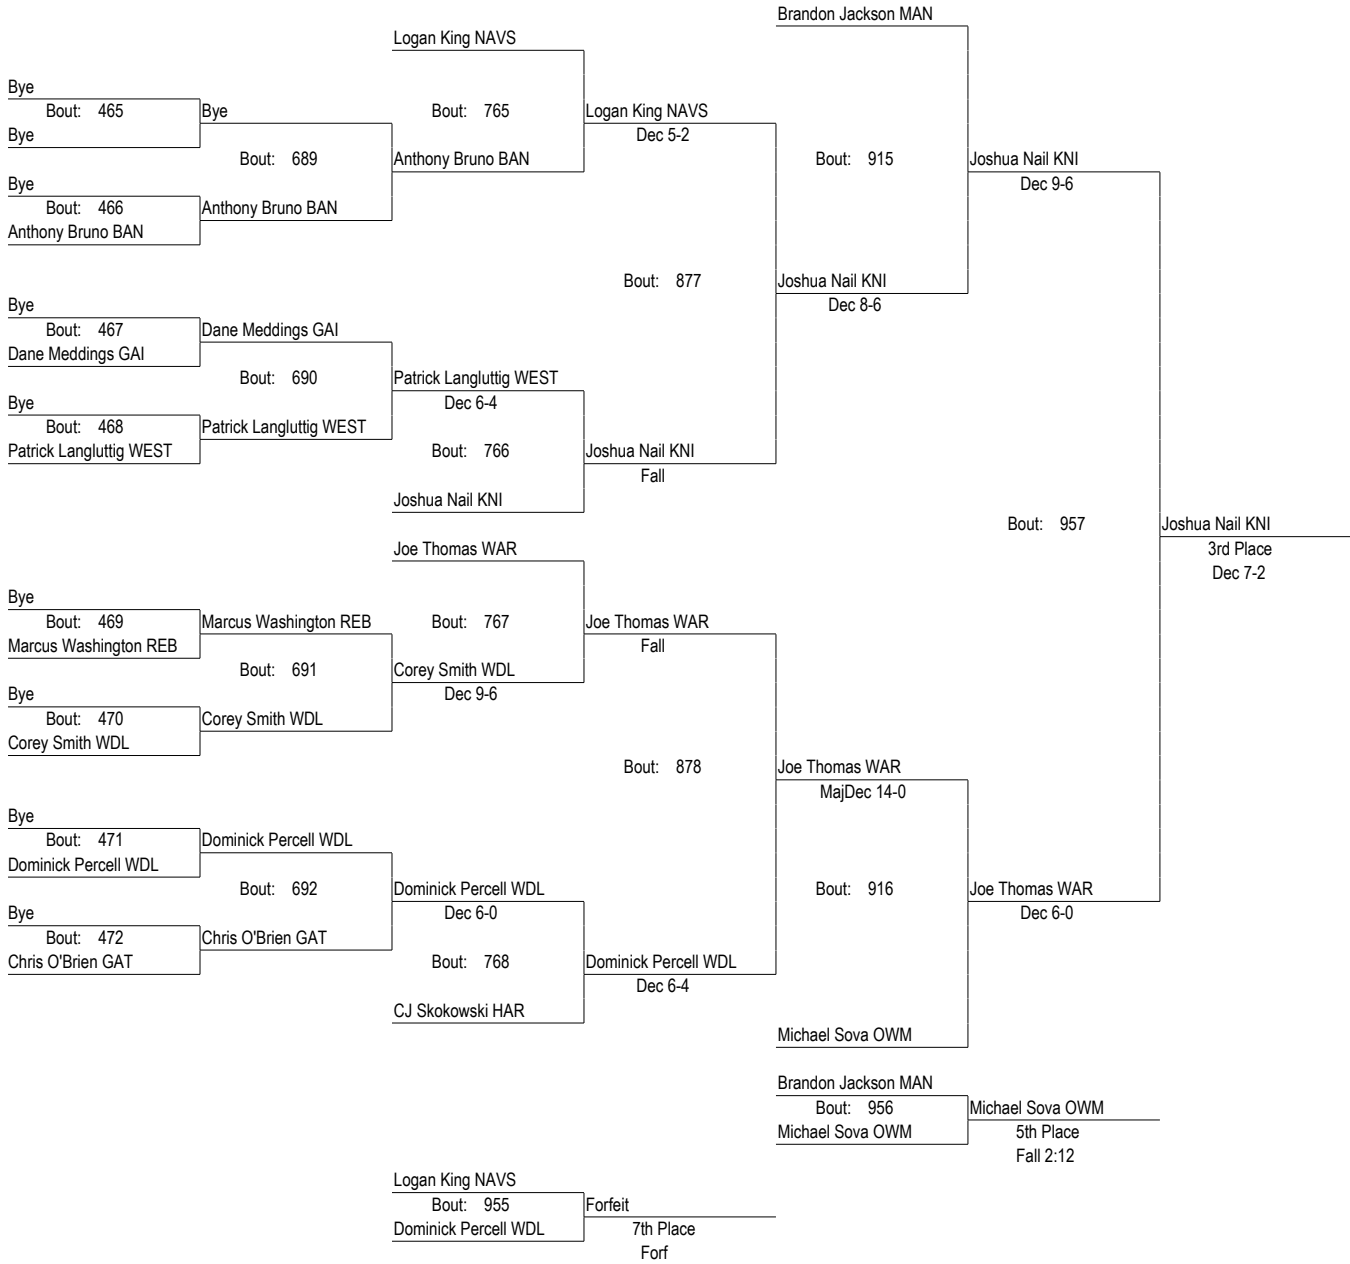 Brandon Jackson MAN
Logan King NAVS
Bye
Bout: 465
Bye
Bout: 765
Logan King NAVS
Bye
Dec 5-2
Bout: 689
Anthony Bruno BAN
Bout: 915
Joshua Nail KNI
Bye
Dec 9-6
Bout: 466
Anthony Bruno BAN
Anthony Bruno BAN
Bout: 877
Joshua Nail KNI
Bye
Dec 8-6
Bout: 467
Dane Meddings GAI
Dane Meddings GAI
Bout: 690
Patrick Langluttig WEST
Bye
Dec 6-4
Bout: 468
Patrick Langluttig WEST
Patrick Langluttig WEST
Bout: 766
Joshua Nail KNI
Fall
Joshua Nail KNI
Bout: 957
Joshua Nail KNI
Joe Thomas WAR
3rd Place
Dec 7-2
Bye
Bout: 469
Marcus Washington REB
Bout: 767
Joe Thomas WAR
Marcus Washington REB
Fall
Bout: 691
Corey Smith WDL
Bye
Dec 9-6
Bout: 470
Corey Smith WDL
Corey Smith WDL
Bout: 878
Joe Thomas WAR
MajDec 14-0
Bye
Bout: 471
Dominick Percell WDL
Dominick Percell WDL
Bout: 692
Dominick Percell WDL
Bout: 916
Joe Thomas WAR
Bye
Dec 6-0
Dec 6-0
Bout: 472
Chris O'Brien GAT
Chris O'Brien GAT
Bout: 768
Dominick Percell WDL
Dec 6-4
CJ Skokowski HAR
Michael Sova OWM
Brandon Jackson MAN
Bout: 956
Michael Sova OWM
Michael Sova OWM
5th Place
Fall 2:12
Logan King NAVS
Bout: 955
Forfeit
Dominick Percell WDL
7th Place
Forf